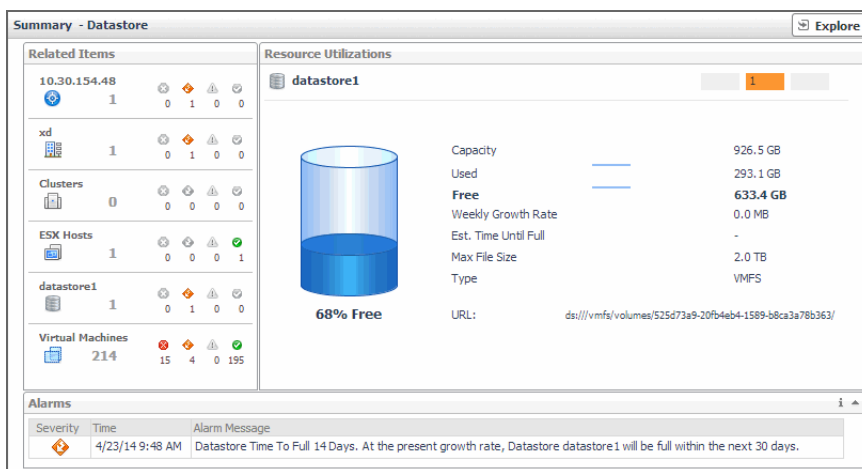 Summary - Datastore
Explore
Related Items
10.30.154.48
1
0 1 0 0
xd
1
0 1 0 0
Clusters
0
0 0 0 0
ESX Hosts
1
0 0 0 1
datastore1
1
0 1 0 0
Virtual Machines
214
15 4 0 195
Resource Utilizations
datastore1
1
68% Free
Capacity 926.5 GB
Used 293.1 GB
Free 633.4 GB
Weekly Growth Rate 0.0 MB
Est. Time Until Full -
Max File Size 2.0 TB
Type VMFS
URL: ds:///vmfs/volumes/525d73a9-20fb4eb4-1589-b8ca3a78b363/
Alarms
Severity Time Alarm Message
4/23/14 9:48 AM Datastore Time To Full 14 Days. At the present growth rate, Datastore datastore1 will be full within the next 30 days.